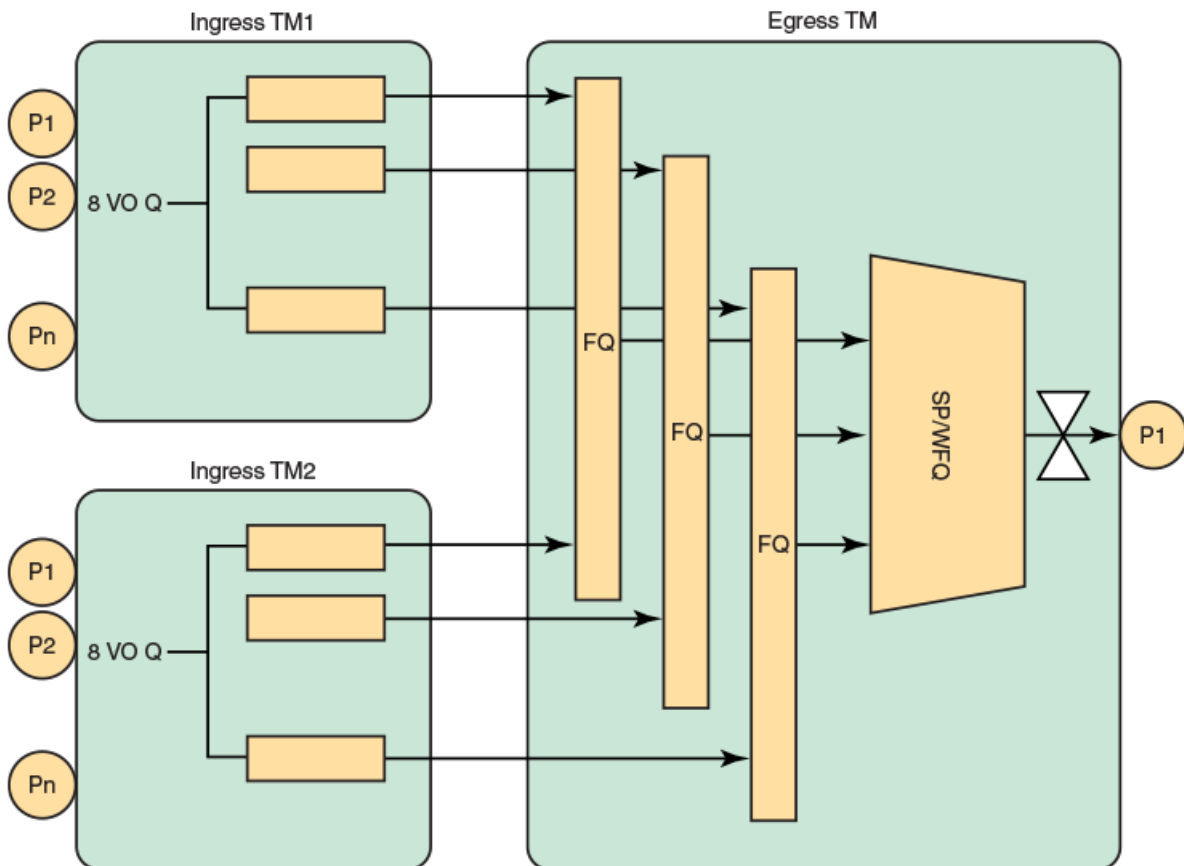 Ingress TM1
Egress TM
P1
P2
8 VO Q
Pn
FQ
FQ
FQ
SP/WFQ
P1
Ingress TM2
P1
P2
8 VO Q
Pn